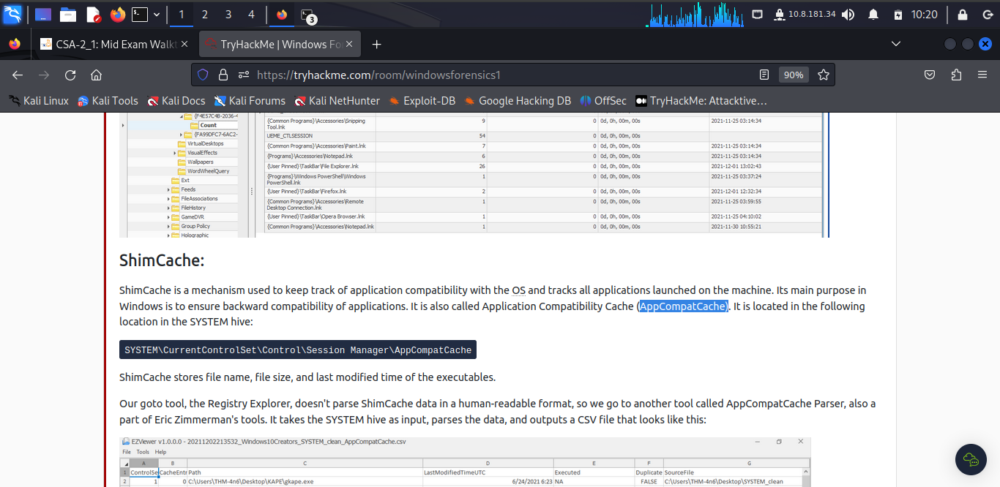 1 2 3 4 3 10.8.181.34 10:20
CSA-2_1: Mid Exam Walkt TryHackMe | Windows Fo
https://tryhackme.com/room/windowsforensics1 90%
Kali Linux Kali Tools Kali Docs Kali Forums Kali NetHunter Exploit-DB Google Hacking DB OffSec TryHackMe: Attacktive…
{F4E57C4B-2036-4
Count
{FA99DFC7-6AC2-
VirtualDesktops
VisualEffects
Wallpapers
WordWheelQuery
Ext
Feeds
FileAssociations
FileHistory
GameDVR
Group Policy
Holographic
{Common Programs}\Accessories\Snipping Tool.lnk 9 0 0d, 0h, 00m, 00s 2021-11-25 03:14:34
UEME_CTLSESSION 54 0 0d, 0h, 00m, 00s
{Common Programs}\Accessories\Paint.lnk 7 0 0d, 0h, 00m, 00s 2021-11-25 03:14:34
{Programs}\Accessories\Notepad.lnk 6 0 0d, 0h, 00m, 00s 2021-11-25 03:14:34
{User Pinned}\TaskBar\File Explorer.lnk 26 0 0d, 0h, 00m, 00s 2021-12-01 13:02:43
{Programs}\Windows PowerShell\Windows PowerShell.lnk 1 0 0d, 0h, 00m, 00s 2021-11-25 03:37:24
{User Pinned}\TaskBar\Firefox.lnk 2 0 0d, 0h, 00m, 00s 2021-12-01 12:32:34
{Common Programs}\Accessories\Remote Desktop Connection.lnk 1 0 0d, 0h, 00m, 00s 2021-11-25 03:59:55
{User Pinned}\TaskBar\Opera Browser.lnk 1 0 0d, 0h, 00m, 00s 2021-11-25 04:10:02
{Common Programs}\Accessories\Notepad.lnk 1 0 0d, 0h, 00m, 00s 2021-11-30 10:55:21
ShimCache:
ShimCache is a mechanism used to keep track of application compatibility with the OS and tracks all applications launched on the machine. Its main purpose in
Windows is to ensure backward compatibility of applications. It is also called Application Compatibility Cache (AppCompatCache). It is located in the following
location in the SYSTEM hive:
SYSTEM\CurrentControlSet\Control\Session Manager\AppCompatCache
ShimCache stores file name, file size, and last modified time of the executables.
Our goto tool, the Registry Explorer, doesn't parse ShimCache data in a human-readable format, so we go to another tool called AppCompatCache Parser, also a
part of Eric Zimmerman's tools. It takes the SYSTEM hive as input, parses the data, and outputs a CSV file that looks like this:
EZViewer v1.0.0.0 - 20211202213532_Windows10Creators_SYSTEM_clean_AppCompatCache.csv
File Tools Help
A B C D E F G
1 ControlSe CacheEntr Path LastModifiedTimeUTC Executed Duplicate SourceFile
2 1 0 C:\Users\THM-4n6\Desktop\KAPE\gkape.exe 6/24/2021 6:23 NA FALSE C:\Users\THM-4n6\Desktop\SYSTEM_clean